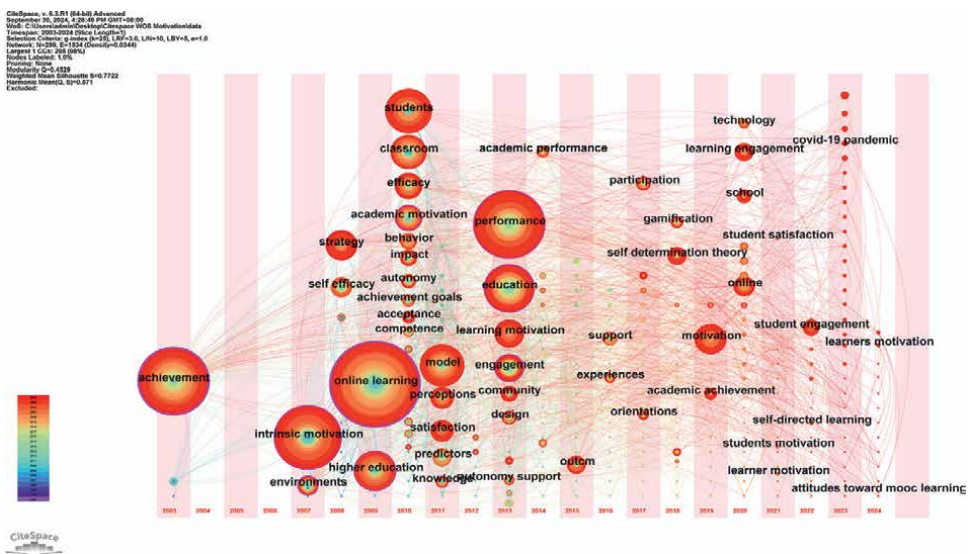 CiteSpace, v. 6.3.R1 (64-bit) Advanced
September 30, 2024, 4:26:46 PM GMT+08:00
WoS: C:\Users\admin\Desktop\Citespace WOS Motivation\data
Timespan: 2003-2024 (Slice Length=1)
Selection Criteria: g-index (k=25), LRF=3.0, L/N=10, LBY=5, e=1.0
Network: N=299, E=1534 (Density=0.0344)
Largest 1 CCs: 295 (98%)
Nodes Labeled: 1.0%
Pruning: None
Modularity Q=0.4529
Weighted Mean Silhouette S=0.7722
Harmonic Mean(Q, S)=0.571
Excluded:
students
technology
covid-19 pandemic
classroom
academic performance
learning engagement
efficacy
participation
school
academic motivation
performance
gamification
strategy
behavior
student satisfaction
impact
self determination theory
self efficacy
autonomy
education
online
achievement goals
acceptance
competence
learning motivation
support
motivation
student engagement
learners motivation
achievement
online learning
model
engagement
experiences
perceptions
community
academic achievement
design
orientations
self-directed learning
intrinsic motivation
satisfaction
students motivation
higher education
predictors
outcm
learner motivation
environments
knowledge
autonomy support
attitudes toward mooc learning
2003 2004 2005 2006 2007 2008 2009 2010 2011 2012 2013 2014 2015 2016 2017 2018 2019 2020 2021 2022 2023 2024
CiteSpace